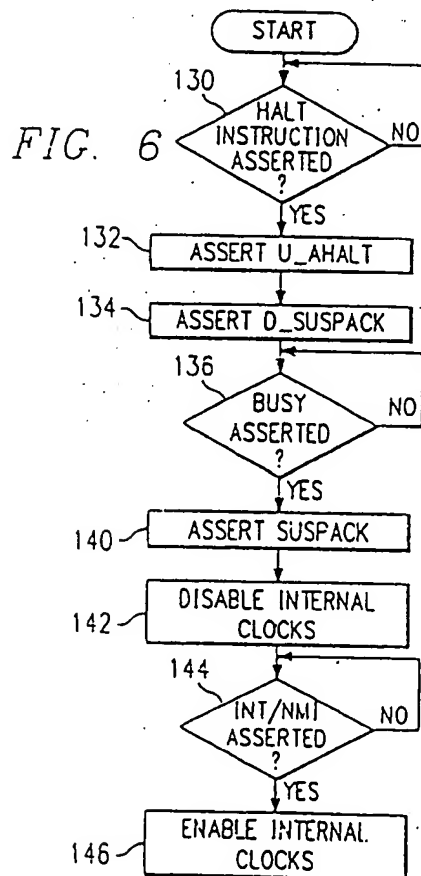 START
130
HALT
INSTRUCTION
ASSERTED
?
NO
FIG. 6
YES
132
ASSERT U_AHALT
134
ASSERT D_SUSPACK
136
BUSY
ASSERTED
?
NO
YES
140
ASSERT SUSPACK
142
DISABLE INTERNAL
CLOCKS
144
INT/NMI
ASSERTED
?
NO
YES
146
ENABLE INTERNAL
CLOCKS